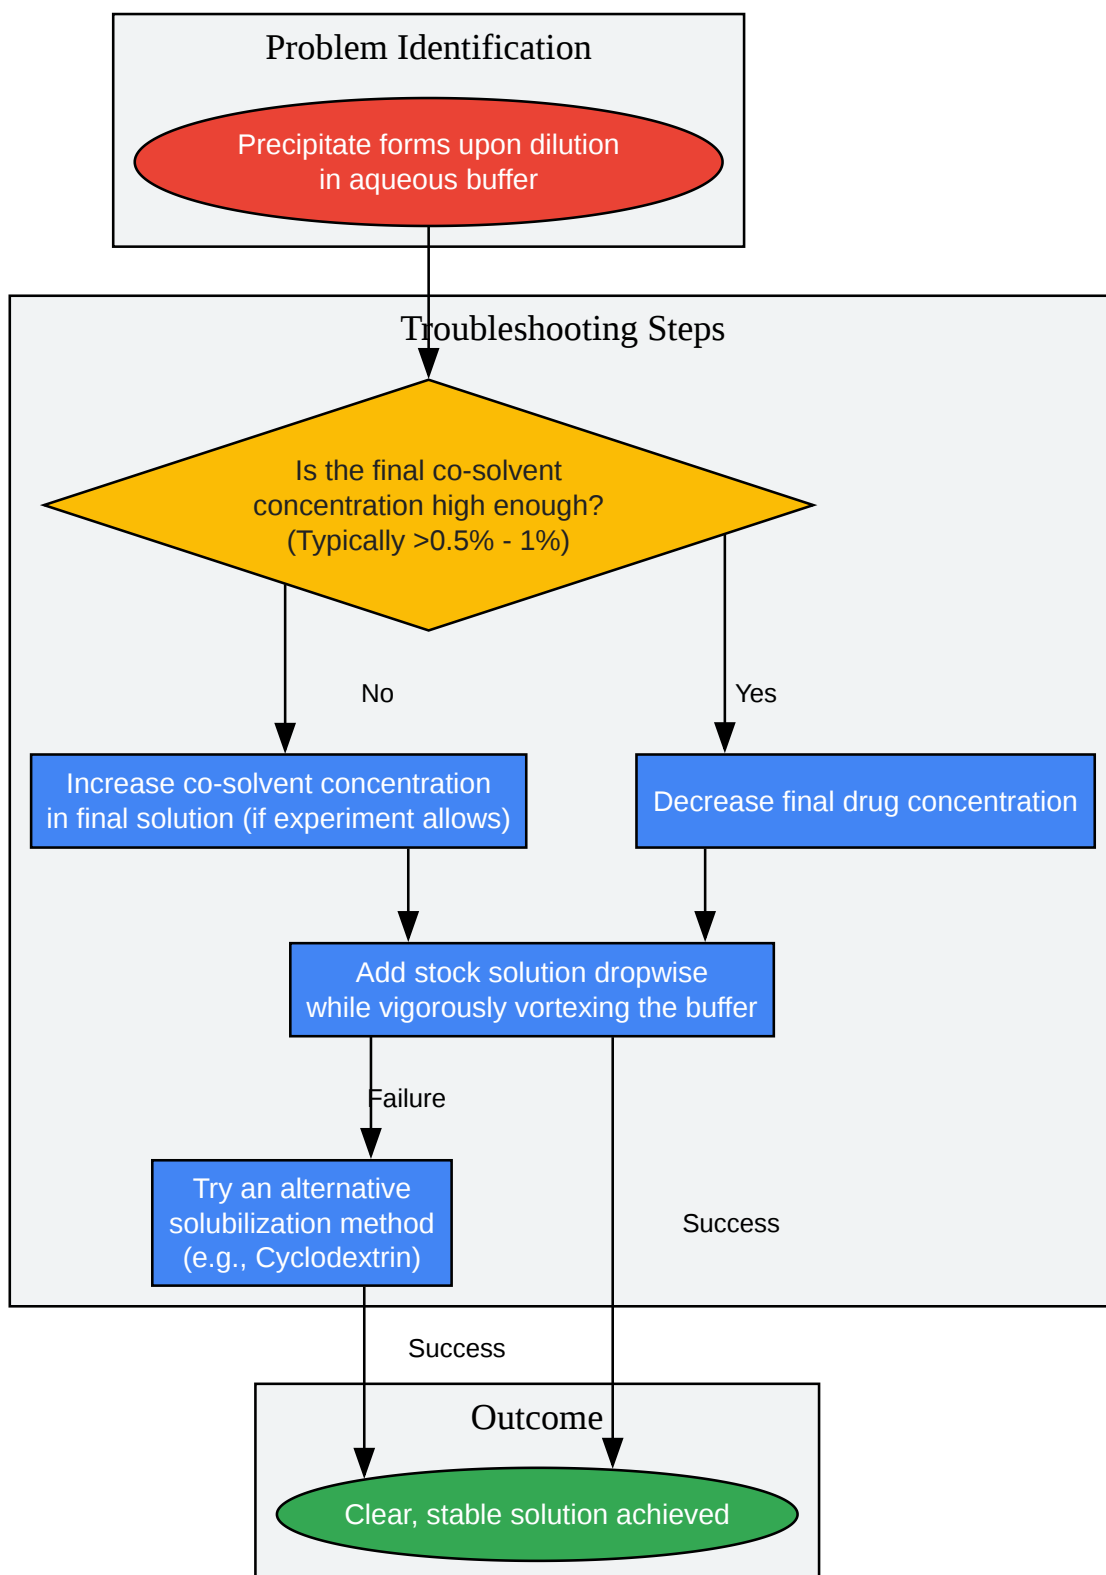 Problem Identification
Precipitate forms upon dilution
in aqueous buffer
Troubleshooting Steps
Is the final co-solvent
concentration high enough?
(Typically >0.5% - 1%)
No
Yes
Increase co-solvent concentration
in final solution (if experiment allows)
Decrease final drug concentration
Add stock solution dropwise
while vigorously vortexing the buffer
Failure
Try an alternative
solubilization method
(e.g., Cyclodextrin)
Success
Success
Outcome
Clear, stable solution achieved